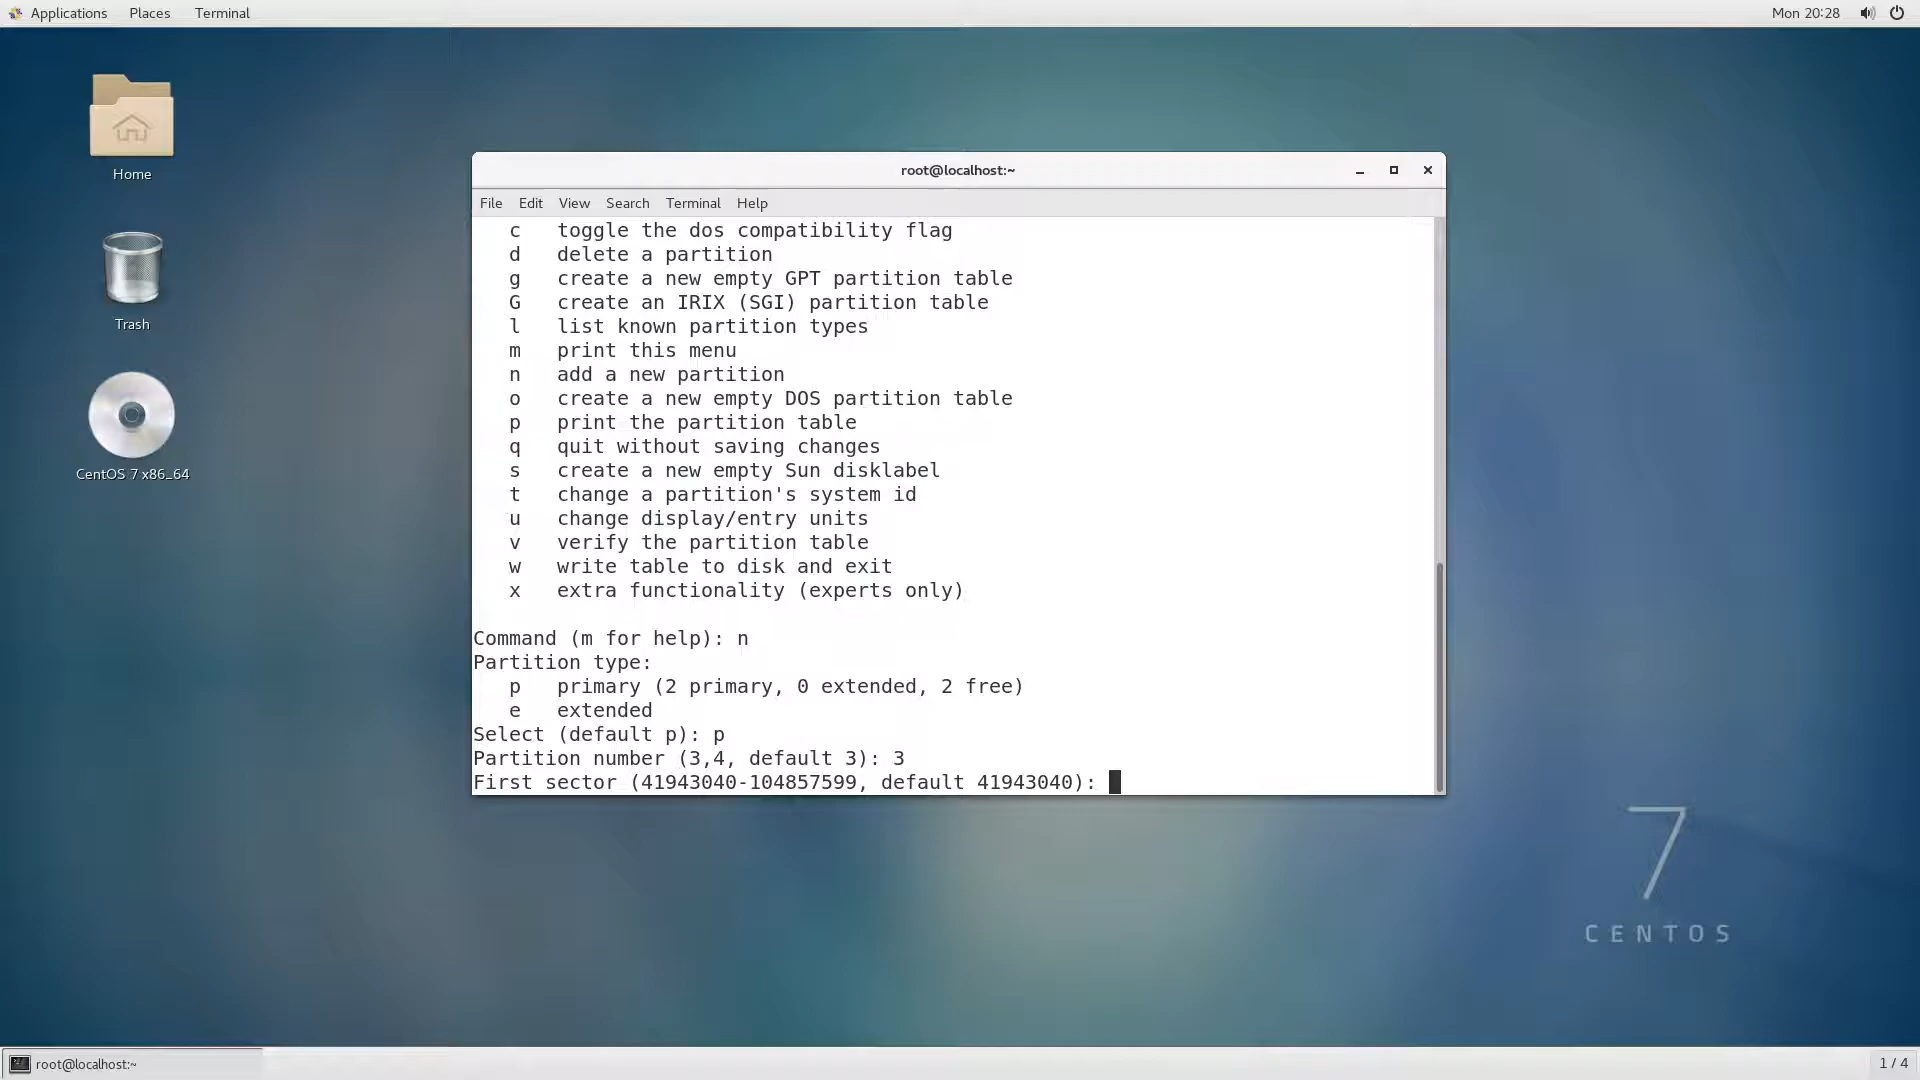 Applications Places Terminal Mon 20:28
Home
Trash
CentOS 7 x86_64
root@localhost:~
File Edit View Search Terminal Help
c toggle the dos compatibility flag
d delete a partition
g create a new empty GPT partition table
G create an IRIX (SGI) partition table
l list known partition types
m print this menu
n add a new partition
o create a new empty DOS partition table
p print the partition table
q quit without saving changes
s create a new empty Sun disklabel
t change a partition's system id
u change display/entry units
v verify the partition table
w write table to disk and exit
x extra functionality (experts only)
Command (m for help): n
Partition type:
p primary (2 primary, 0 extended, 2 free)
e extended
Select (default p): p
Partition number (3,4, default 3): 3
First sector (41943040-104857599, default 41943040):
7
CENTOS
root@localhost:~
1 / 4